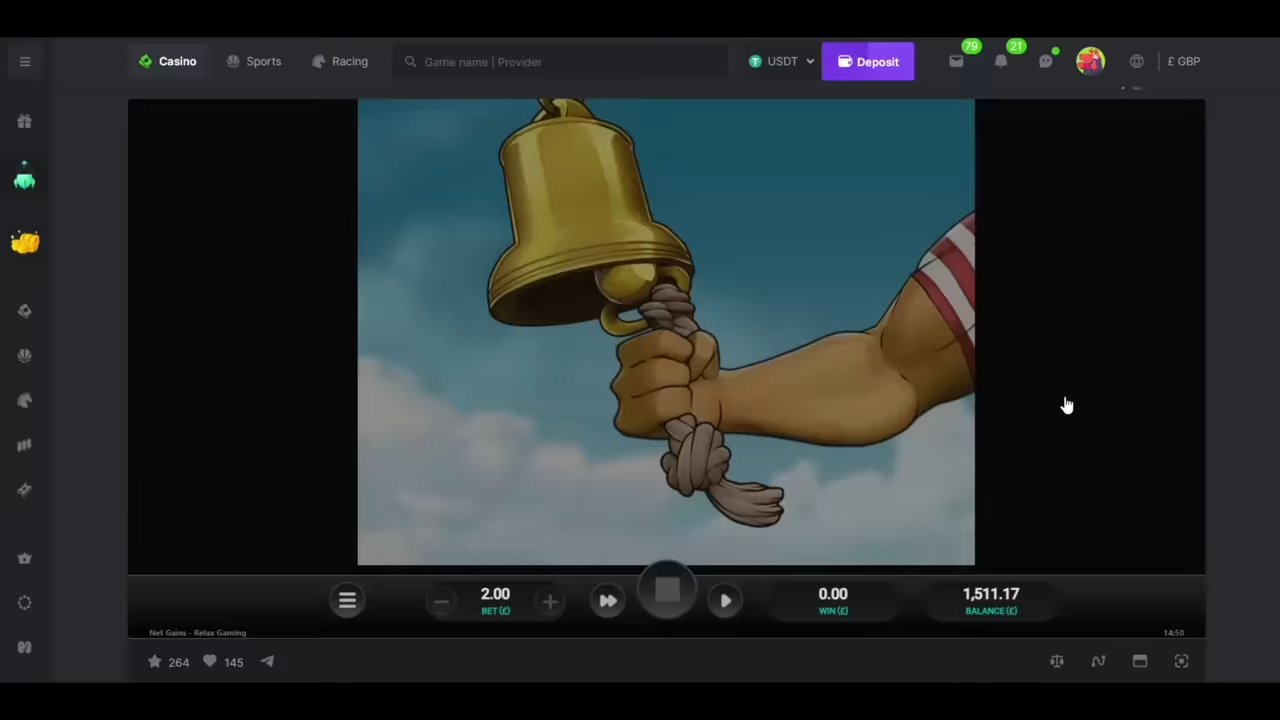 Casino
Sports
Racing
Game name | Provider
USDT
Deposit
79
21
£ GBP
2.00
BET(£)
0.00
WIN(£)
1,511.17
BALANCE(£)
Net Gains - Relax Gaming
14:50
264
145